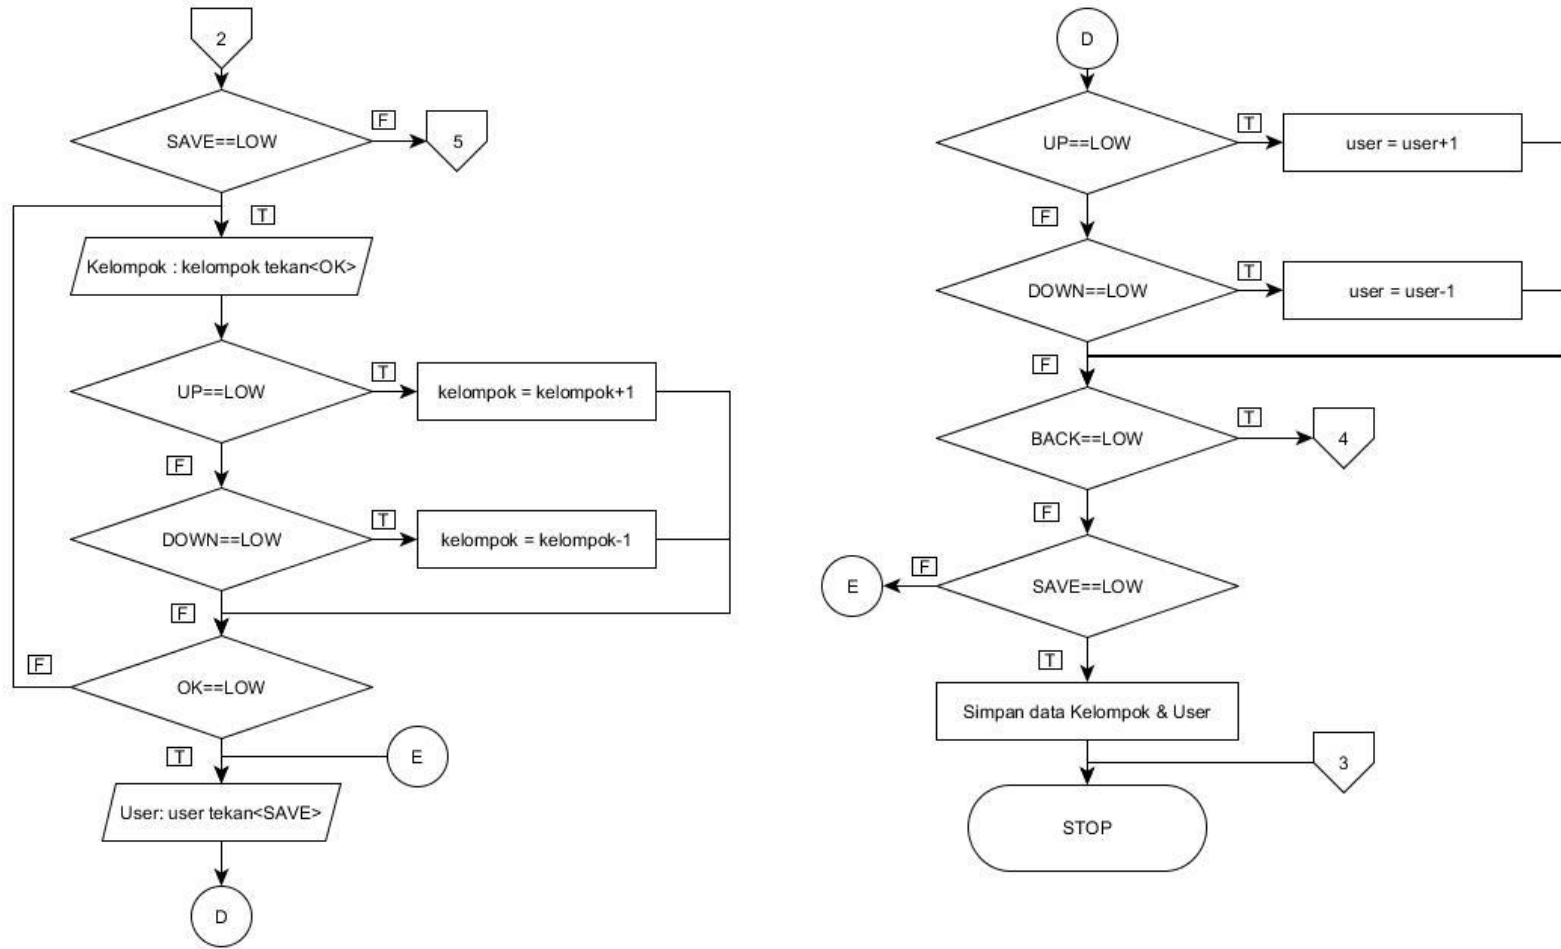 2
SAVE==LOW
F
5
T
Kelompok : kelompok tekan<OK>
UP==LOW
T
kelompok = kelompok+1
F
DOWN==LOW
T
kelompok = kelompok-1
F
OK==LOW
F
T
E
User: user tekan<SAVE>
D
D
UP==LOW
T
user = user+1
F
DOWN==LOW
T
user = user-1
F
BACK==LOW
T
4
F
SAVE==LOW
F
E
T
Simpan data Kelompok & User
3
STOP